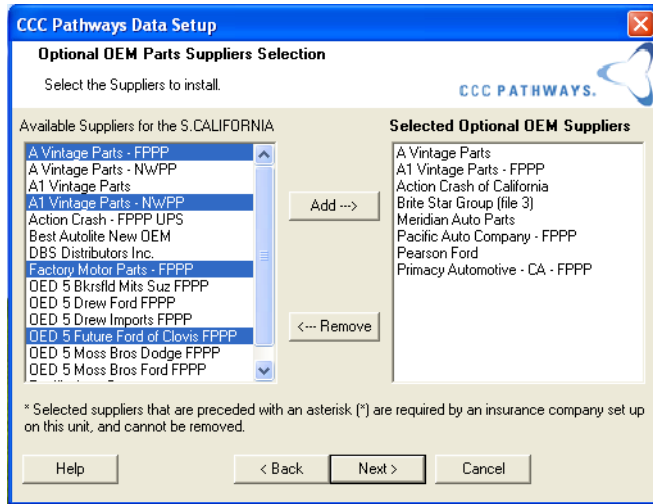 CCC Pathways Data Setup
Optional OEM Parts Suppliers Selection
Select the Suppliers to install.
CCC PATHWAYS.
Available Suppliers for the S.CALIFORNIA
A Vintage Parts - FPPP
A Vintage Parts - NWPP
A1 Vintage Parts
A1 Vintage Parts - NWPP
Action Crash - FPPP UPS
Best Autolite New OEM
DBS Distributors Inc.
Factory Motor Parts - FPPP
OED 5 Bkrsfld Mits Suz FPPP
OED 5 Drew Ford FPPP
OED 5 Drew Imports FPPP
OED 5 Future Ford of Clovis FPPP
OED 5 Moss Bros Dodge FPPP
OED 5 Moss Bros Ford FPPP
Add --->
<--- Remove
Selected Optional OEM Suppliers
A Vintage Parts
A1 Vintage Parts - FPPP
Action Crash of California
Brite Star Group (file 3)
Meridian Auto Parts
Pacific Auto Company - FPPP
Pearson Ford
Primacy Automotive - CA - FPPP
* Selected suppliers that are preceded with an asterisk (*) are required by an insurance company set up
on this unit, and cannot be removed.
Help
< Back
Next >
Cancel